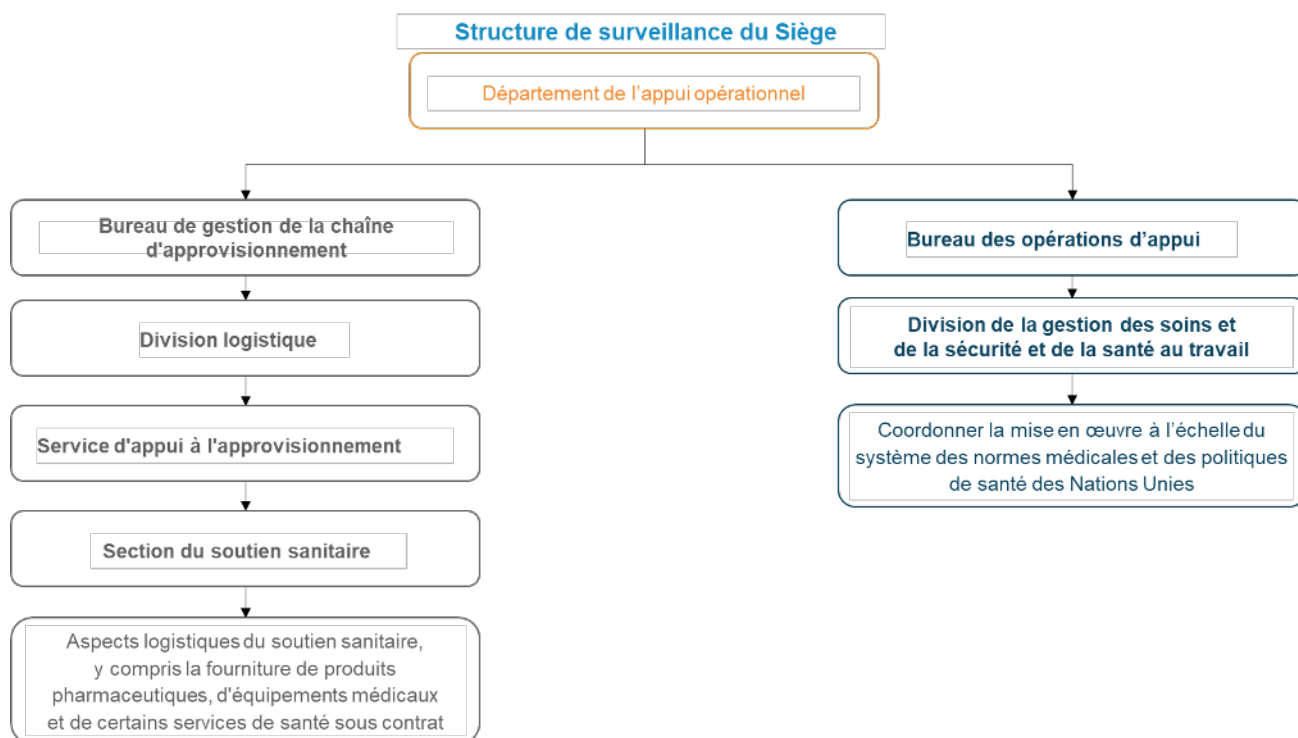 Structure de surveillance du Siège
Département de l'appui opérationnel
Bureau de gestion de la chaîne
d'approvisionnement
Division logistique
Service d'appui à l'approvisionnement
Section du soutien sanitaire
Aspects logistiques du soutien sanitaire,
y compris la fourniture de produits
pharmaceutiques, d'équipements médicaux
et de certains services de santé sous contrat
Bureau des opérations d’appui
Division de la gestion des soins et
de la sécurité et de la santé au travail
Coordonner la mise en œuvre à l’échelle du
système des normes médicales et des politiques
de santé des Nations Unies